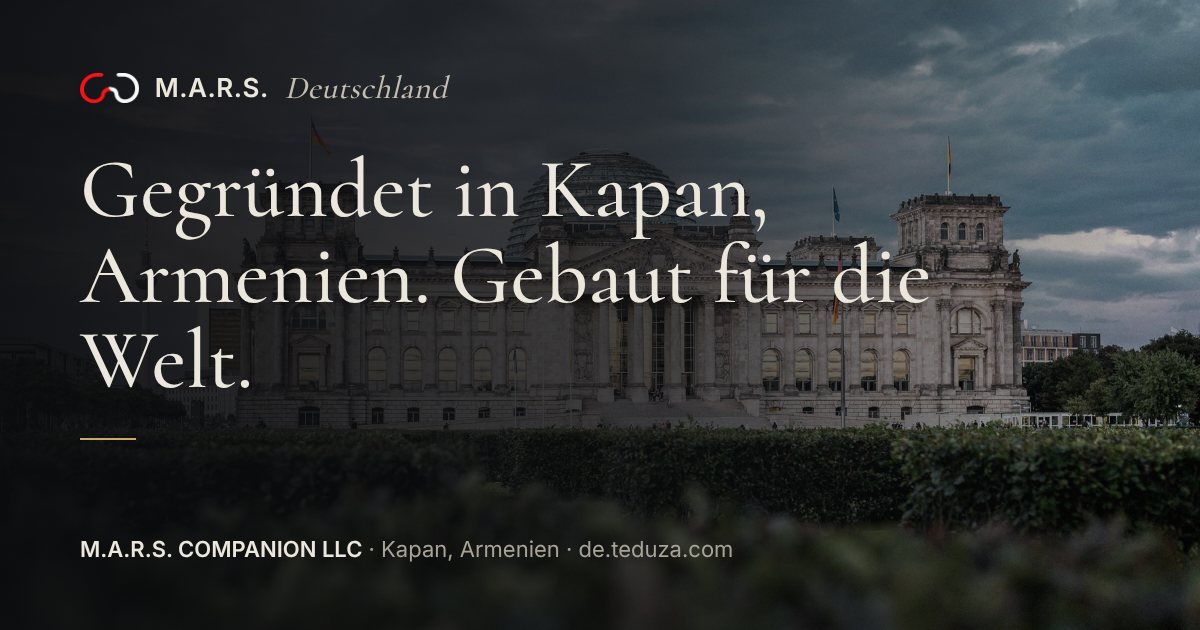 M.A.R.S. Deutschland
Gegründet in Kapan,
Armenien. Gebaut für die
Welt.
M.A.R.S. COMPANION LLC · Kapan, Armenien · de.teduza.com